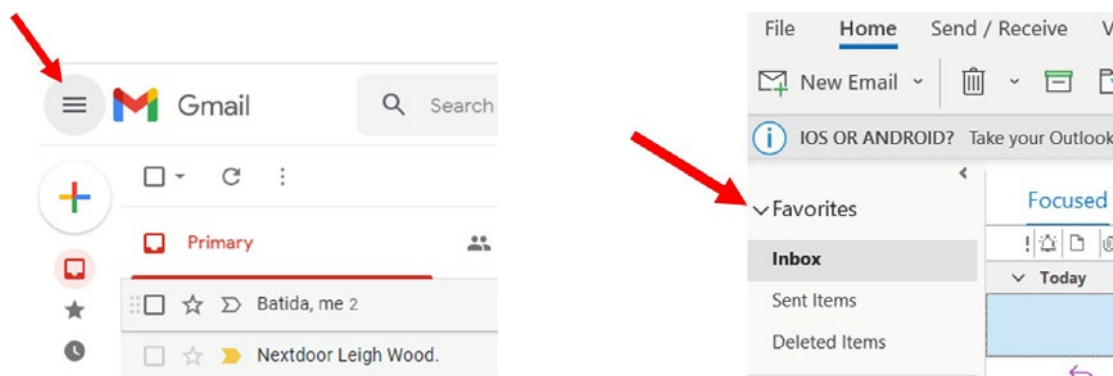 Gmail
Search
Primary
Batida, me 2
Nextdoor Leigh Wood.
File Home Send / Receive V
New Email
IOS OR ANDROID? Take your Outlook
Favorites
Focused
Inbox
Today
Sent Items
Deleted Items